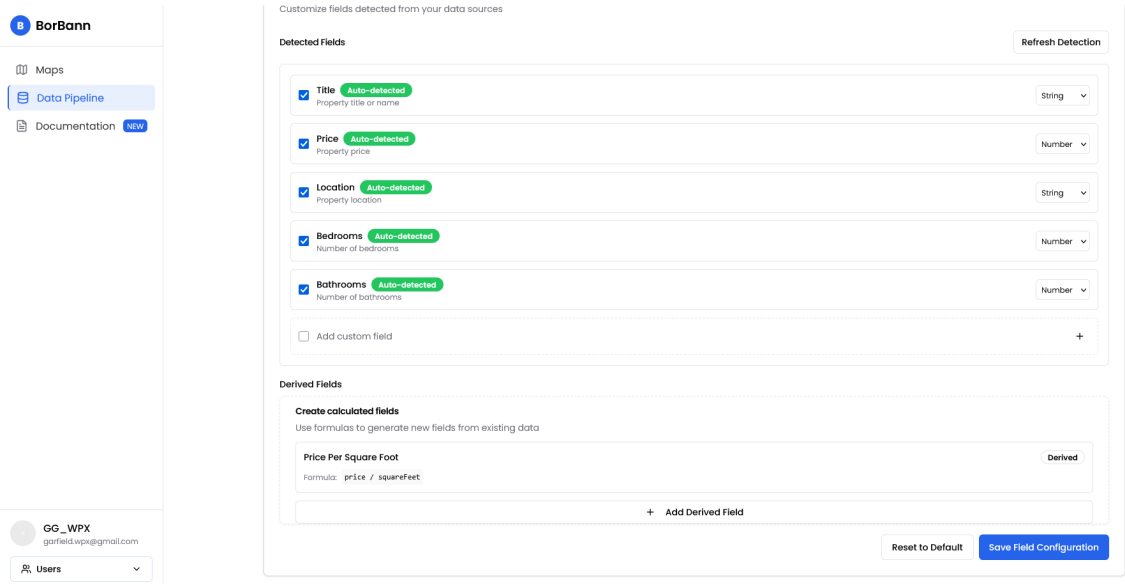 B BorBann
Maps
Data Pipeline
Documentation NEW
GG_WPX
garfield.wpx@gmail.com
Users
Customize fields detected from your data sources
Detected Fields
Refresh Detection
Title Auto-detected
Property title or name
String
Price Auto-detected
Property price
Number
Location Auto-detected
Property location
String
Bedrooms Auto-detected
Number of bedrooms
Number
Bathrooms Auto-detected
Number of bathrooms
Number
Add custom field +
Derived Fields
Create calculated fields
Use formulas to generate new fields from existing data
Price Per Square Foot
Derived
Formula: price / squareFeet
+ Add Derived Field
Reset to Default
Save Field Configuration